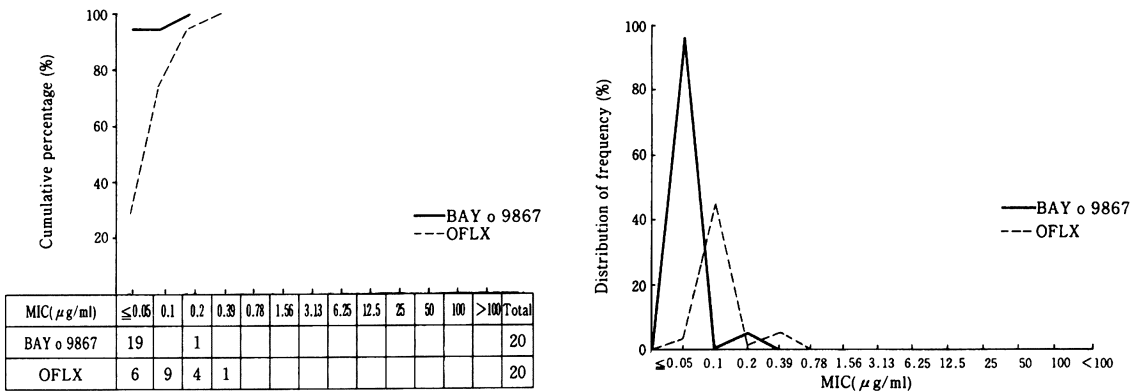 100
80
60
40
20
Cumulative percentage (%)
BAY o 9867
OFLX
MIC(μg/ml) ≦0.05 0.1 0.2 0.39 0.78 1.56 3.13 6.25 12.5 25 50 100 >100 Total
BAY o 9867 19 1 20
OFLX 6 9 4 1 20
100
80
60
40
20
0
Distribution of frequency (%)
BAY o 9867
OFLX
≦0.05 0.1 0.2 0.39 0.78 1.56 3.13 6.25 12.5 25 50 100 <100
MIC(μg/ml)